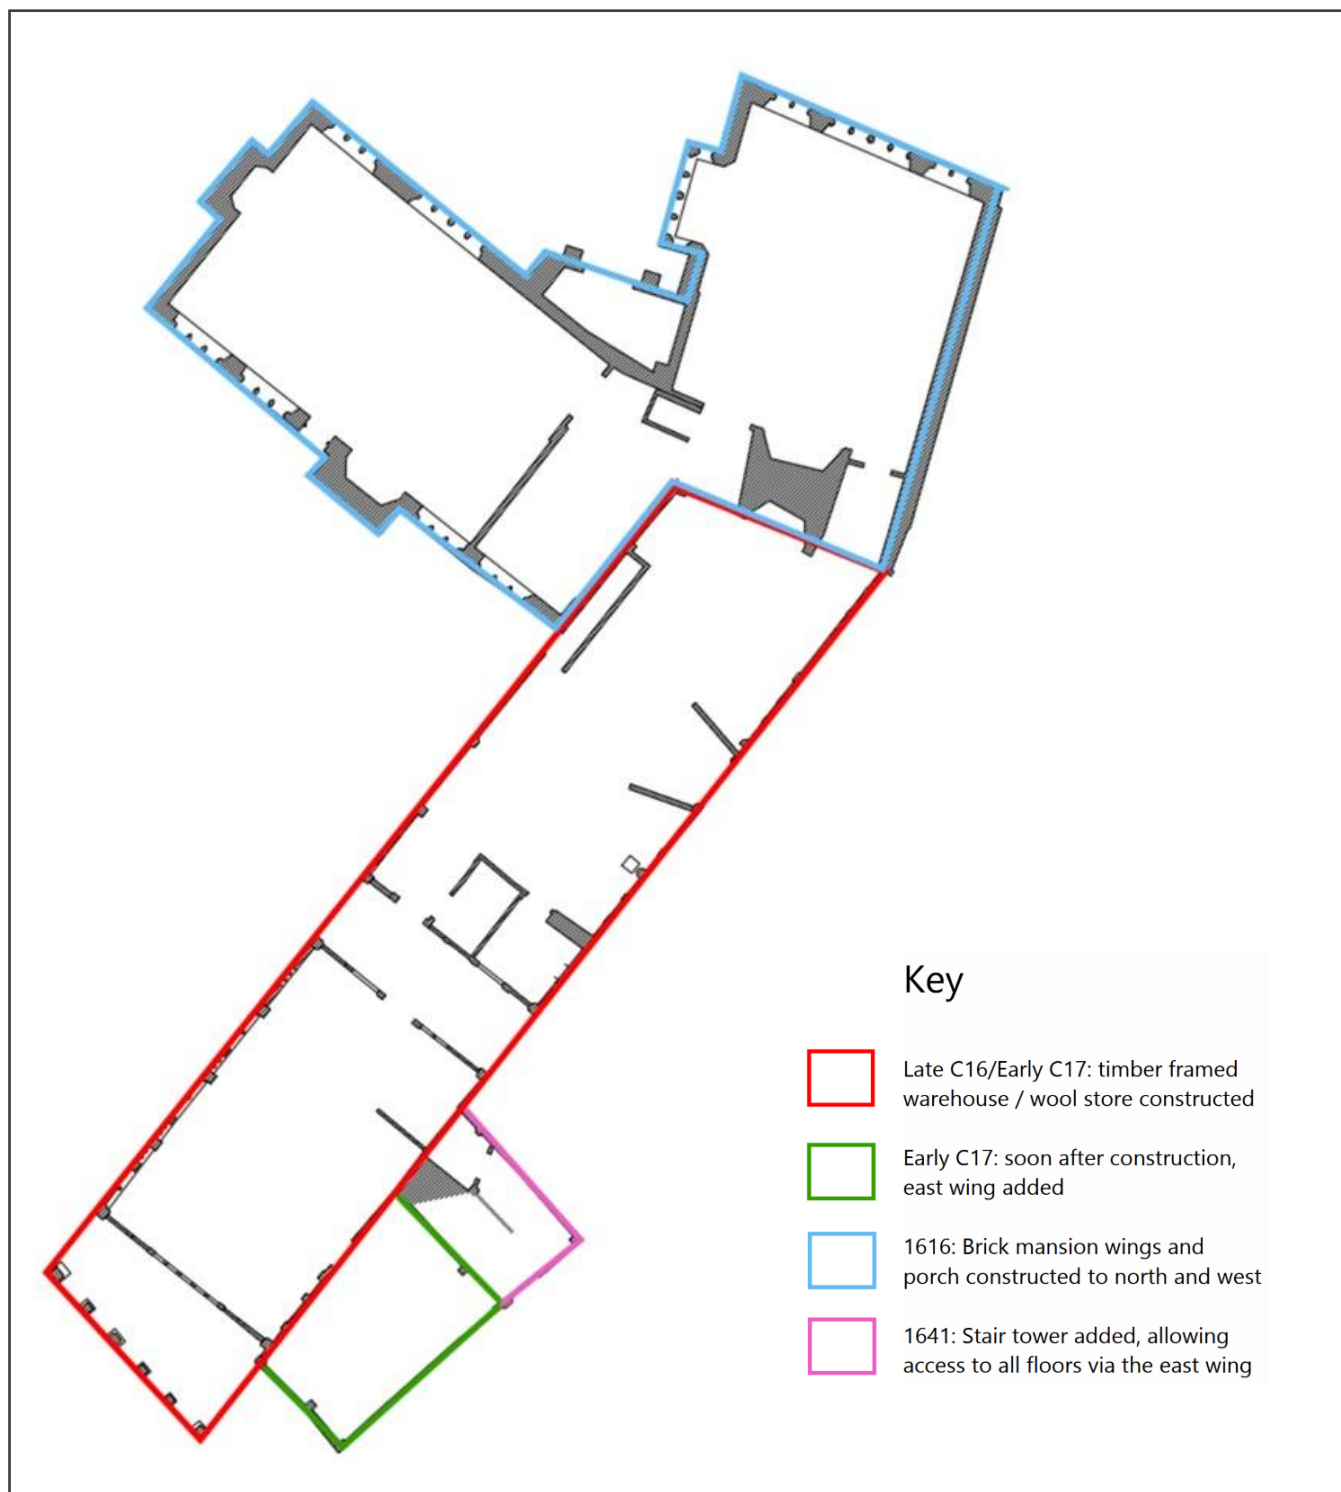 Key
Late C16/Early C17: timber framed
warehouse / wool store constructed
Early C17: soon after construction,
east wing added
1616: Brick mansion wings and
porch constructed to north and west
1641: Stair tower added, allowing
access to all floors via the east wing